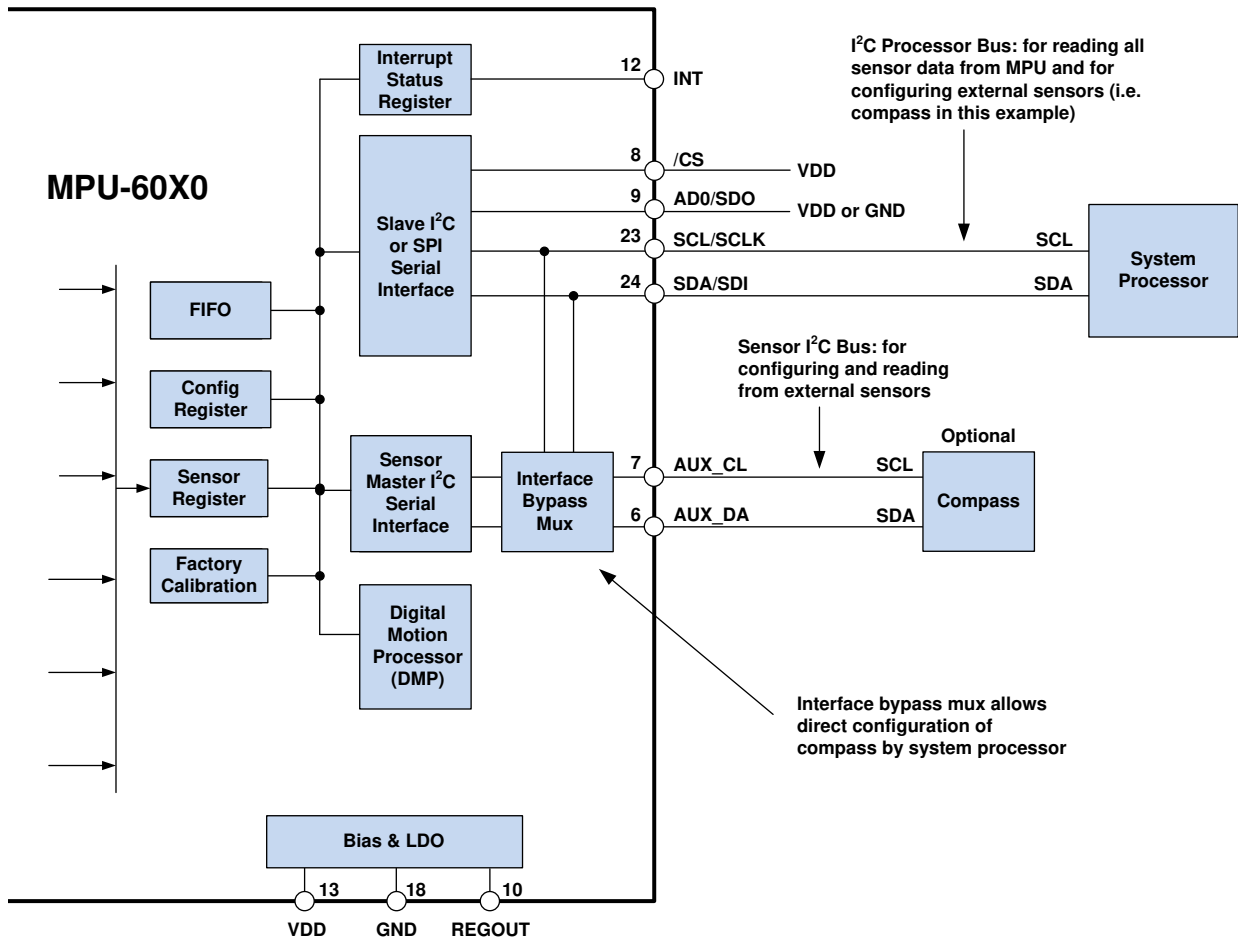 MPU-60X0
Interrupt
Status
Register
12
INT
I²C Processor Bus: for reading all
sensor data from MPU and for
configuring external sensors (i.e.
compass in this example)
Slave I²C
or SPI
Serial
Interface
8
/CS
VDD
9
AD0/SDO
VDD or GND
23
SCL/SCLK
SCL
24
SDA/SDI
SDA
System
Processor
FIFO
Config
Register
Sensor
Register
Factory
Calibration
Sensor I²C Bus: for
configuring and reading
from external sensors
Sensor
Master I²C
Serial
Interface
Interface
Bypass
Mux
7
AUX_CL
SCL
6
AUX_DA
SDA
Optional
Compass
Digital
Motion
Processor
(DMP)
Interface bypass mux allows
direct configuration of
compass by system processor
Bias & LDO
13
18
10
VDD
GND
REGOUT